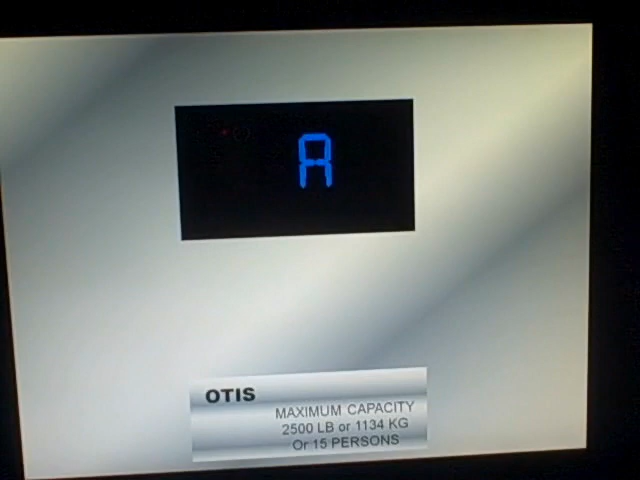 A
OTIS
MAXIMUM CAPACITY
2500 LB or 1134 KG
Or 15 PERSONS